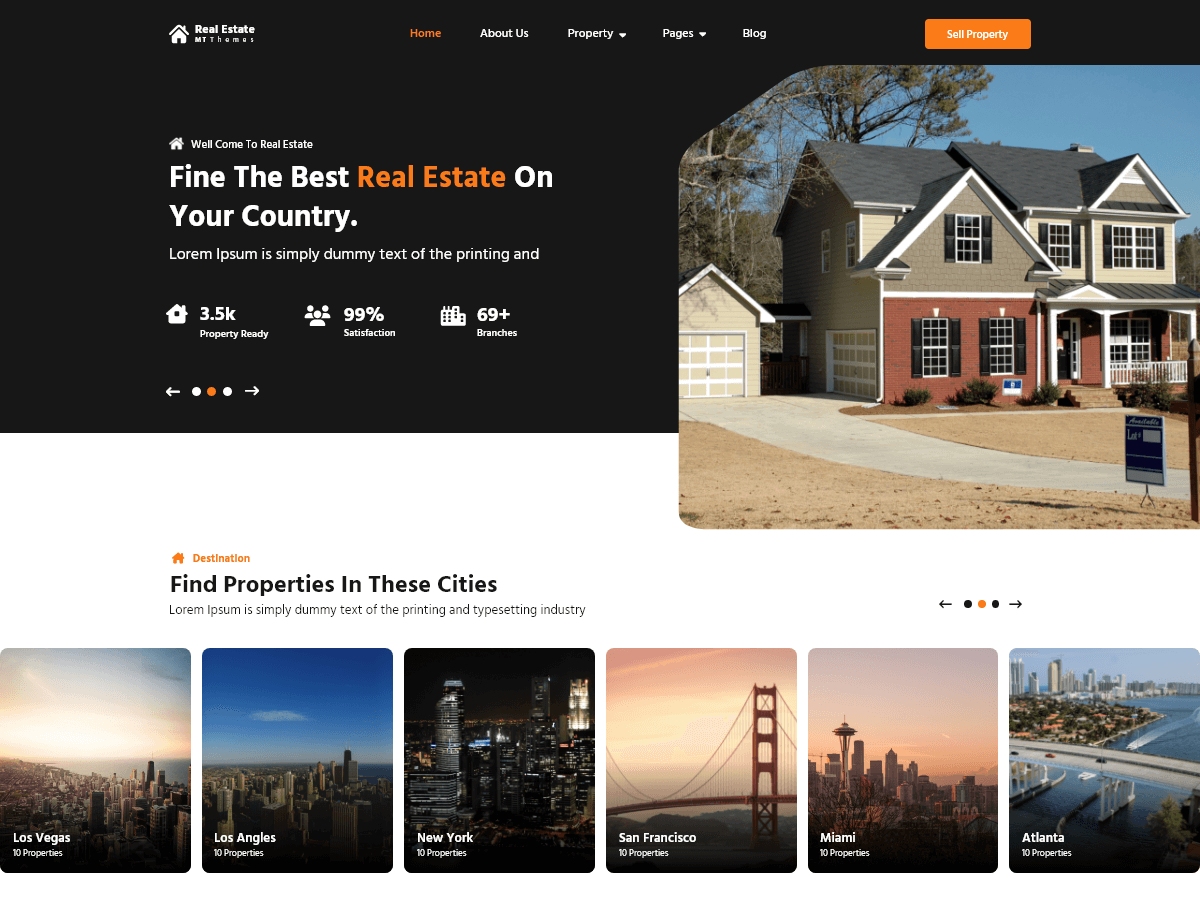 Real Estate
MT Themes
Home
About Us
Property
Pages
Blog
Sell Property
Well Come To Real Estate
Fine The Best Real Estate On
Your Country.
Lorem Ipsum is simply dummy text of the printing and
3.5k
Property Ready
99%
Satisfaction
69+
Branches
Available
Lot #
Destination
Find Properties In These Cities
Lorem Ipsum is simply dummy text of the printing and typesetting industry
Los Vegas
10 Properties
Los Angles
10 Properties
New York
10 Properties
San Francisco
10 Properties
Miami
10 Properties
Atlanta
10 Properties